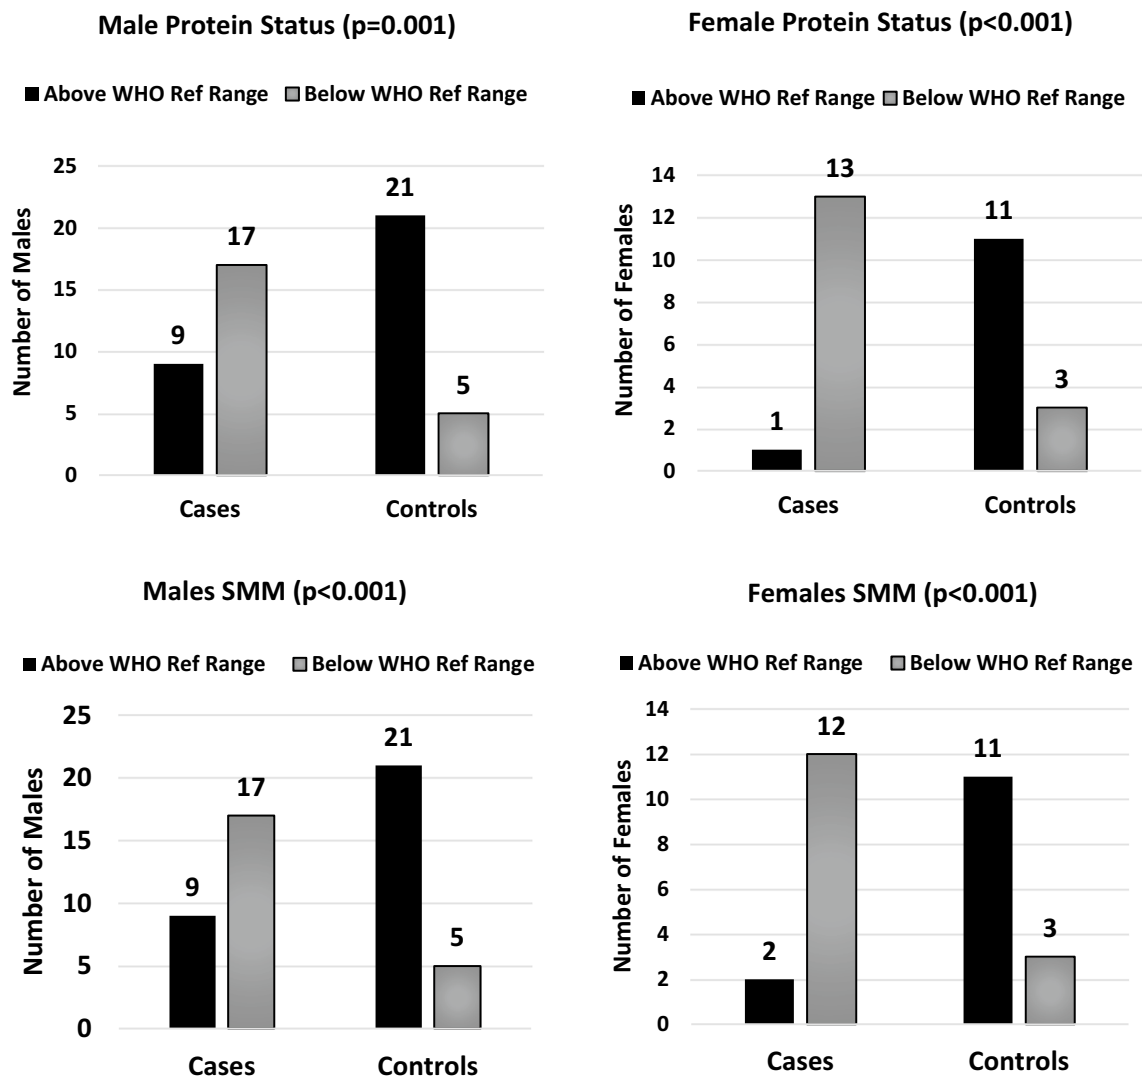 Male Protein Status (p=0.001)
Above WHO Ref Range Below WHO Ref Range
Number of Males
25
20
15
10
5
0
9
17
21
5
Cases Controls
Female Protein Status (p<0.001)
Above WHO Ref Range Below WHO Ref Range
Number of Females
14
12
10
8
6
4
2
0
1
13
11
3
Cases Controls
Males SMM (p<0.001)
Above WHO Ref Range Below WHO Ref Range
Number of Males
25
20
15
10
5
0
9
17
21
5
Cases Controls
Females SMM (p<0.001)
Above WHO Ref Range Below WHO Ref Range
Number of Females
14
12
10
8
6
4
2
0
2
12
11
3
Cases Controls